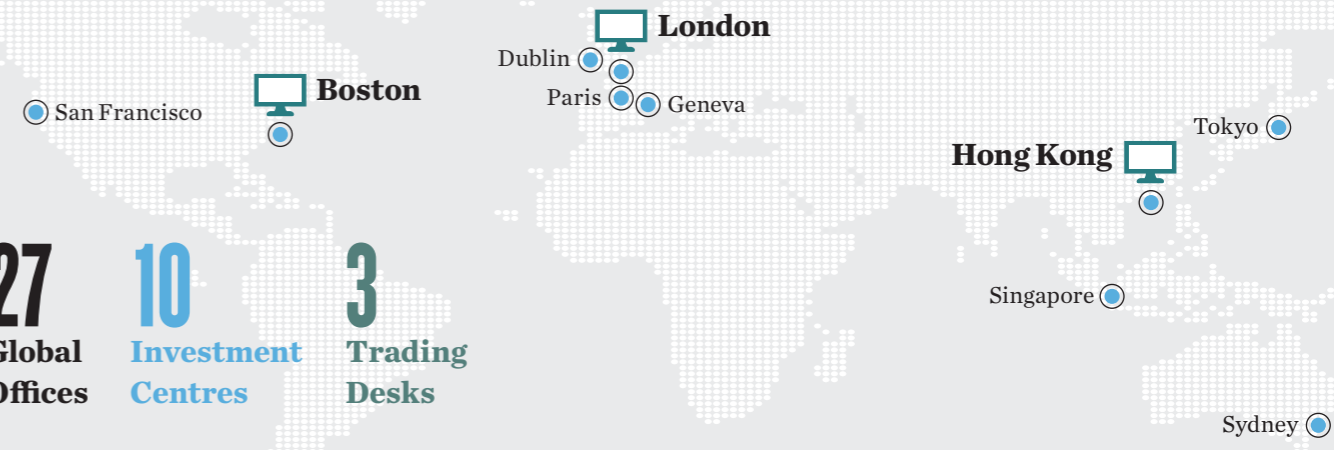 London
Dublin
Boston
Paris
Geneva
San Francisco
Tokyo
Hong Kong
27
10
3
Singapore
Global
Investment
Trading
Offices
Centres
Desks
Sydney